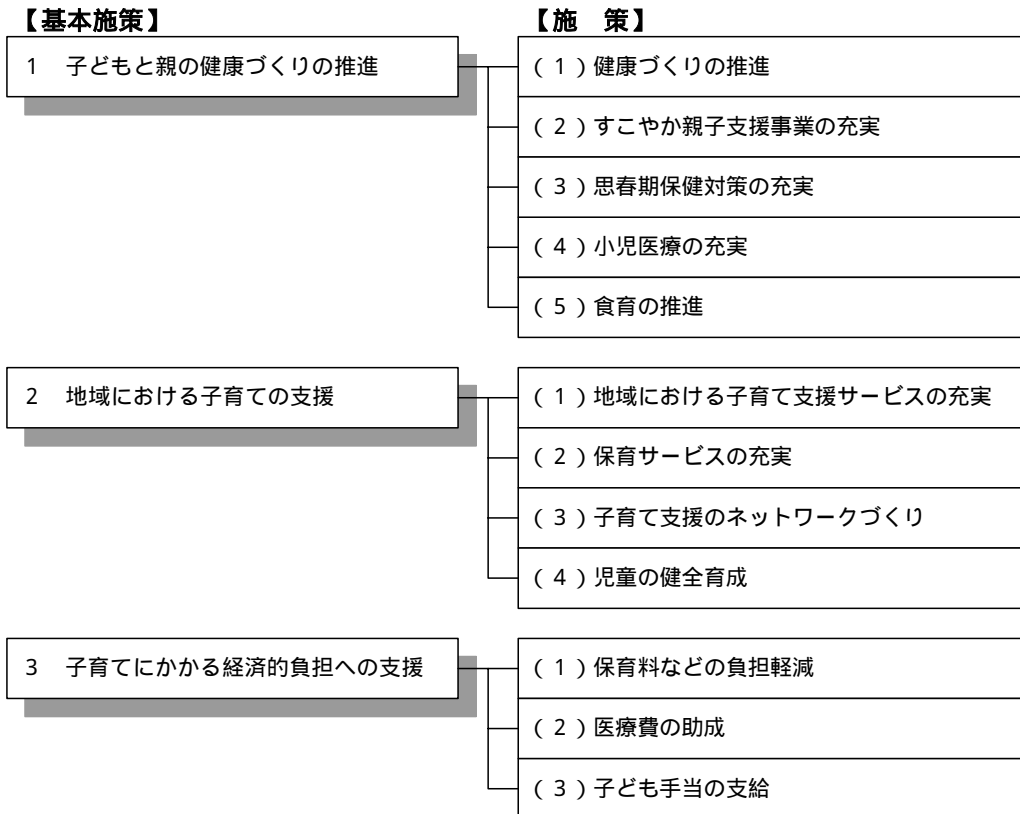 【基本施策】
【施　策】
1　子どもと親の健康づくりの推進
（1）健康づくりの推進
（2）すこやか親子支援事業の充実
（3）思春期保健対策の充実
（4）小児医療の充実
（5）食育の推進
2　地域における子育ての支援
（1）地域における子育て支援サービスの充実
（2）保育サービスの充実
（3）子育て支援のネットワークづくり
（4）児童の健全育成
3　子育てにかかる経済的負担への支援
（1）保育料などの負担軽減
（2）医療費の助成
（3）子ども手当の支給